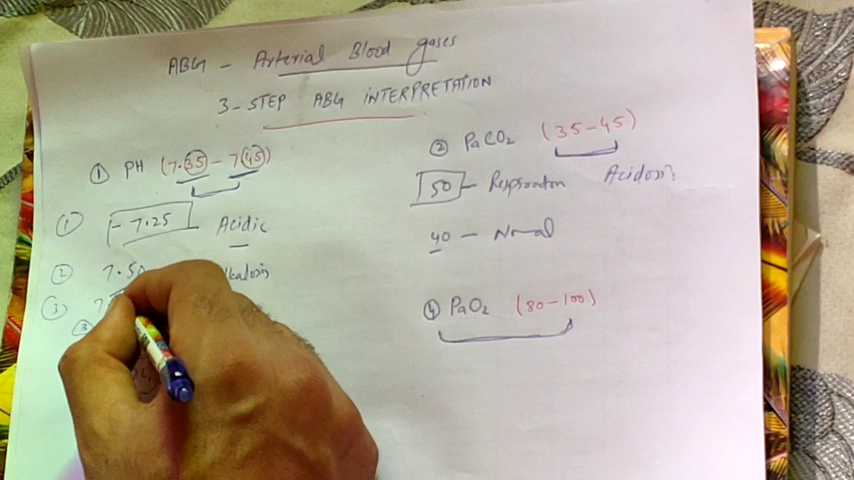 ABG - Arterial Blood gases
3-STEP ABG INTERPRETATION
① PH (7.35-7.45)
① - 7.25 - Acidic
② 7.50
③ 7
② PaCO₂ (35-45)
50 - Acidosis
40 - Normal
④ PaO₂ (80-100)